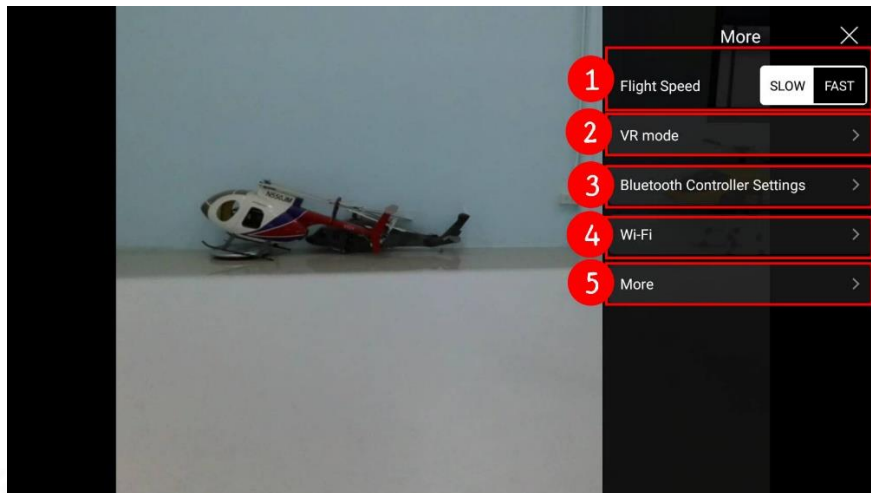 More
1 Flight Speed SLOW FAST
2 VR mode >
3 Bluetooth Controller Settings >
4 Wi-Fi >
5 More >